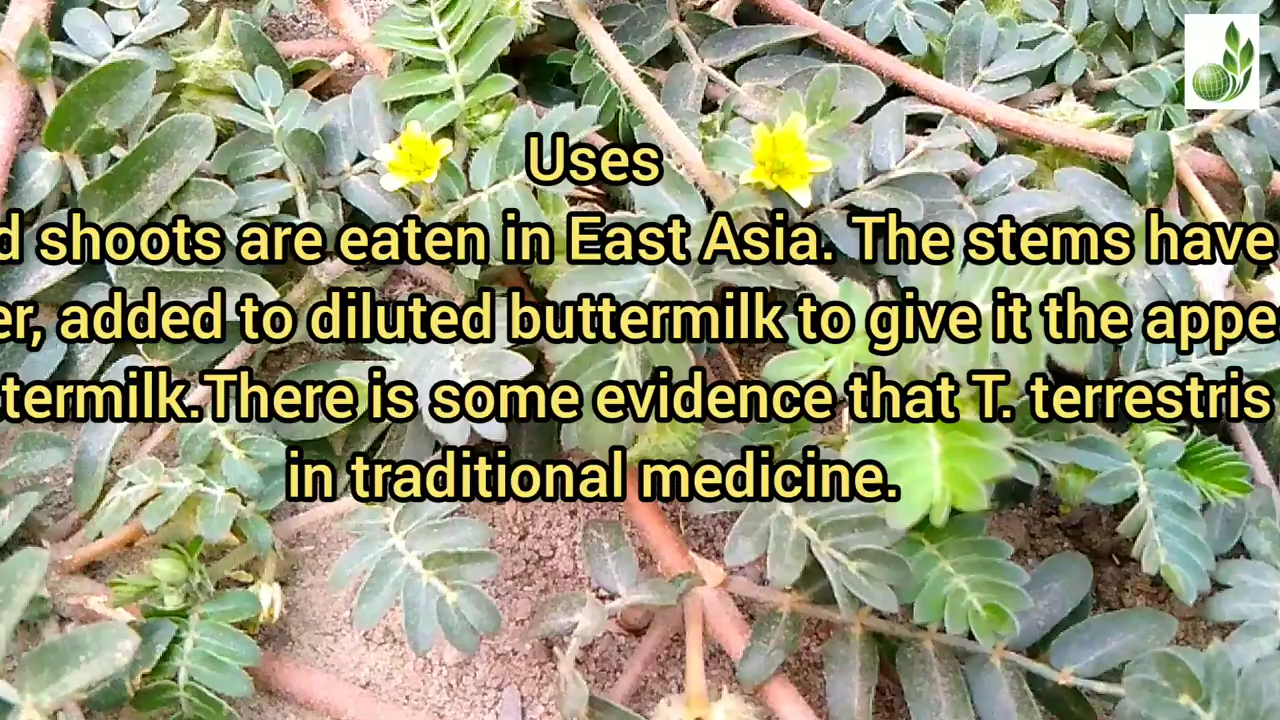 Uses
d shoots are eaten in East Asia. The stems have
er, added to diluted buttermilk to give it the appe
termilk.There is some evidence that T. terrestris
in traditional medicine.